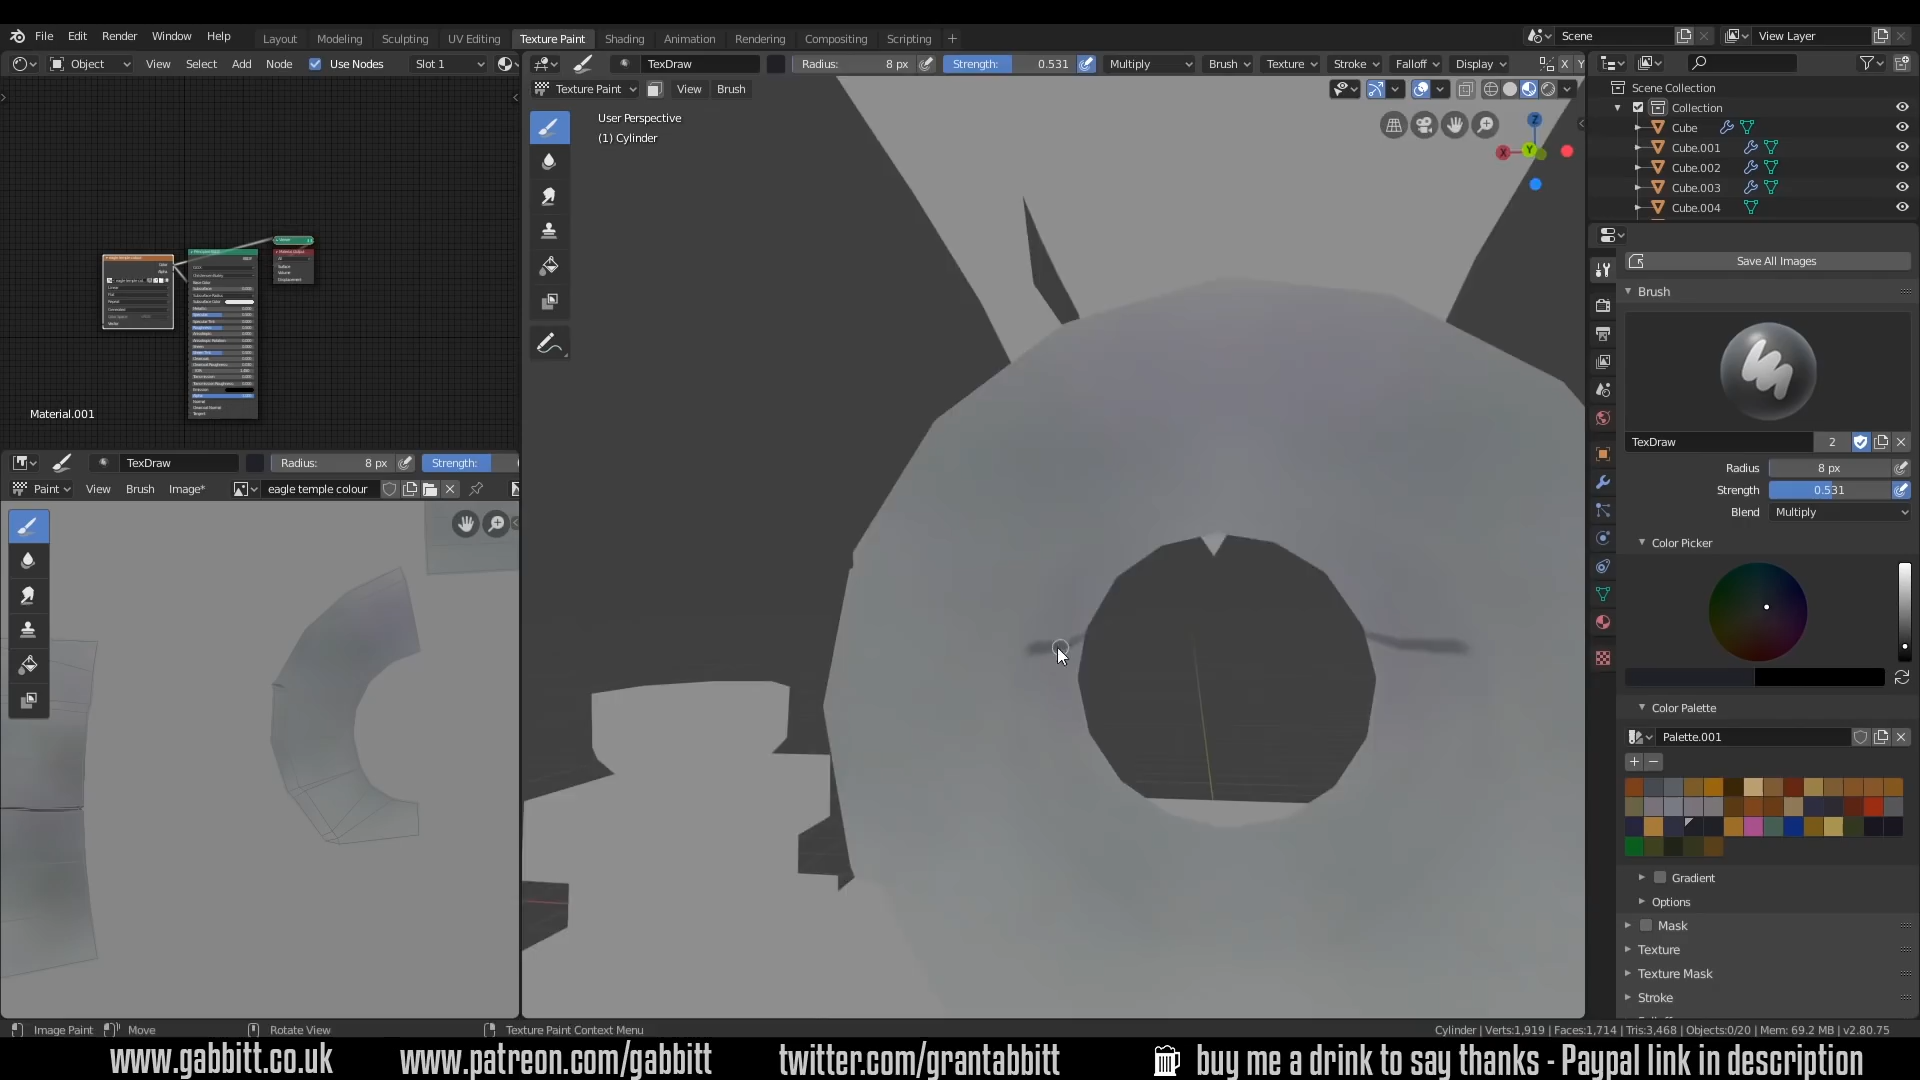 File Edit Render Window Help Layout Modeling Sculpting UV Editing Texture Paint Shading Animation Rendering Compositing Scripting Scene View Layer
Object View Select Add Node Use Nodes Slot 1
TexDraw Radius: 8 px Strength: 0.531 Multiply Brush Texture Stroke Falloff Display X Y
Texture Paint View Brush
User Perspective
(1) Cylinder
Z
X
Y
Scene Collection
Collection
Cube
Cube.001
Cube.002
Cube.003
Cube.004
Save All Images
Brush
TexDraw 2
Radius 8 px
Strength 0.531
Blend Multiply
Color Picker
Color Palette
Palette.001
Gradient
Options
Mask
Texture
Texture Mask
Stroke
Material.001
TexDraw Radius: 8 px Strength:
Paint View Brush Image* eagle temple colour
Image Paint Move Rotate View Texture Paint Context Menu
Cylinder | Verts:1,919 | Faces:1,714 | Tris:3,468 | Objects:0/20 | Mem: 69.2 MB | v2.80.75
www.gabbitt.co.uk www.patreon.com/gabbitt twitter.com/grantabbitt buy me a drink to say thanks - Paypal link in description